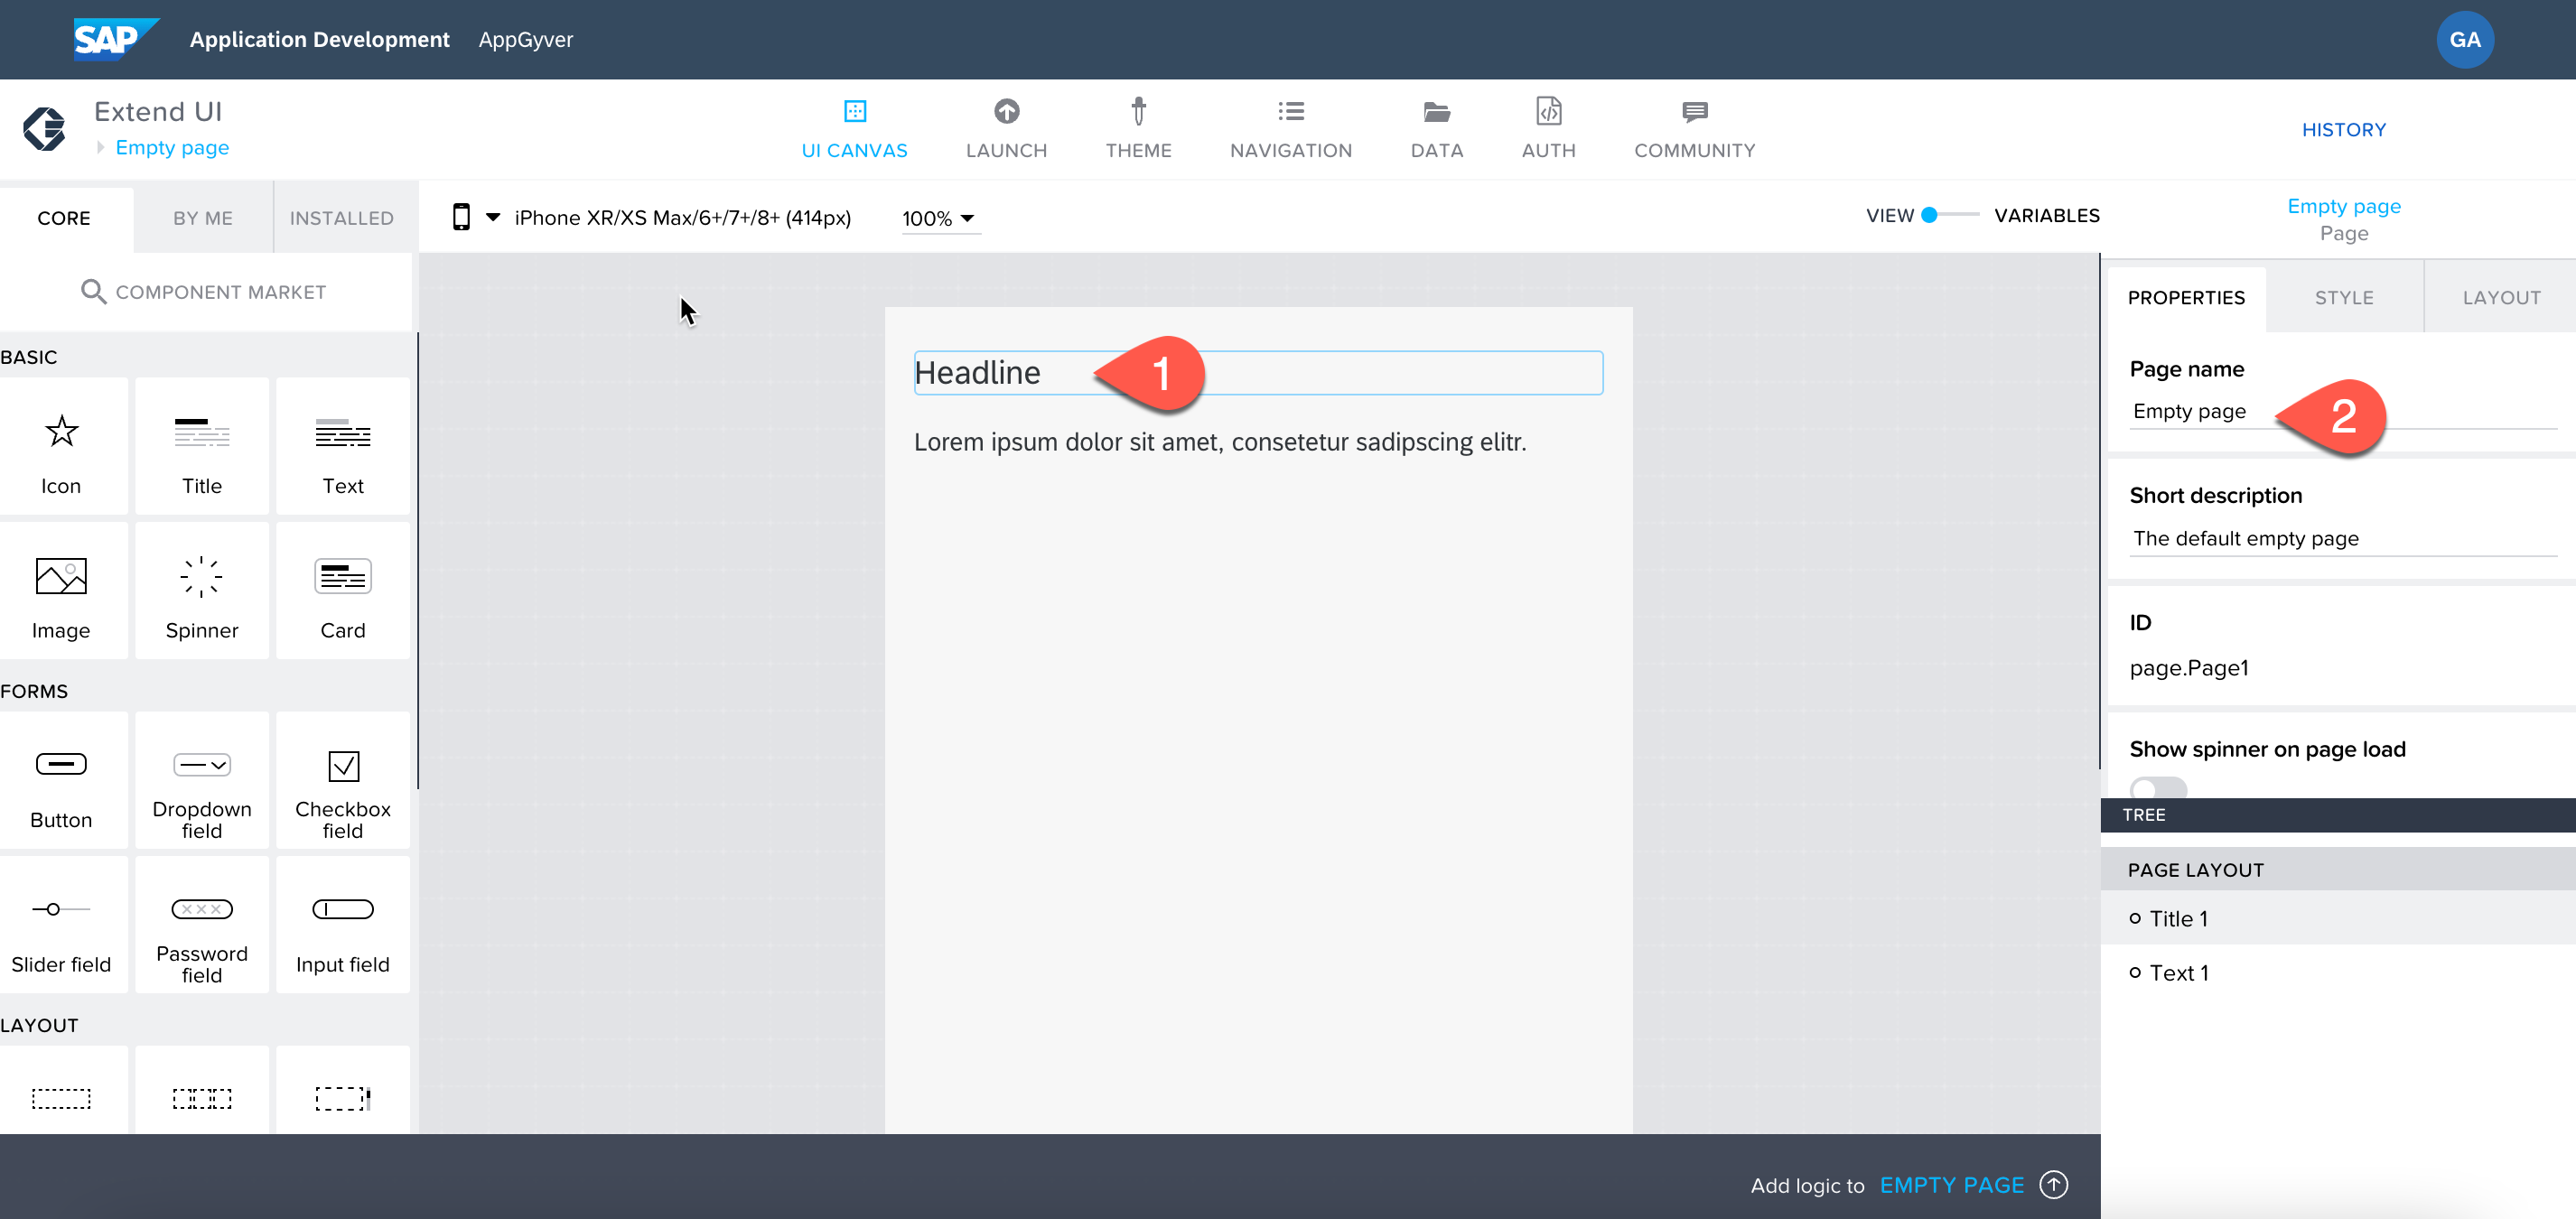 SAP Application Development AppGyver
GA
Extend UI
Empty page
UI CANVAS
LAUNCH
THEME
NAVIGATION
DATA
AUTH
COMMUNITY
HISTORY
CORE
BY ME
INSTALLED
iPhone XR/XS Max/6+/7+/8+ (414px)
100%
VIEW
VARIABLES
Empty page
Page
COMPONENT MARKET
PROPERTIES
STYLE
LAYOUT
BASIC
Icon
Title
Text
Image
Spinner
Card
FORMS
Button
Dropdown
field
Checkbox
field
Slider field
Password
field
Input field
LAYOUT
Headline
1
Lorem ipsum dolor sit amet, consetetur sadipscing elitr.
Page name
Empty page
2
Short description
The default empty page
ID
page.Page1
Show spinner on page load
TREE
PAGE LAYOUT
Title 1
Text 1
Add logic to EMPTY PAGE